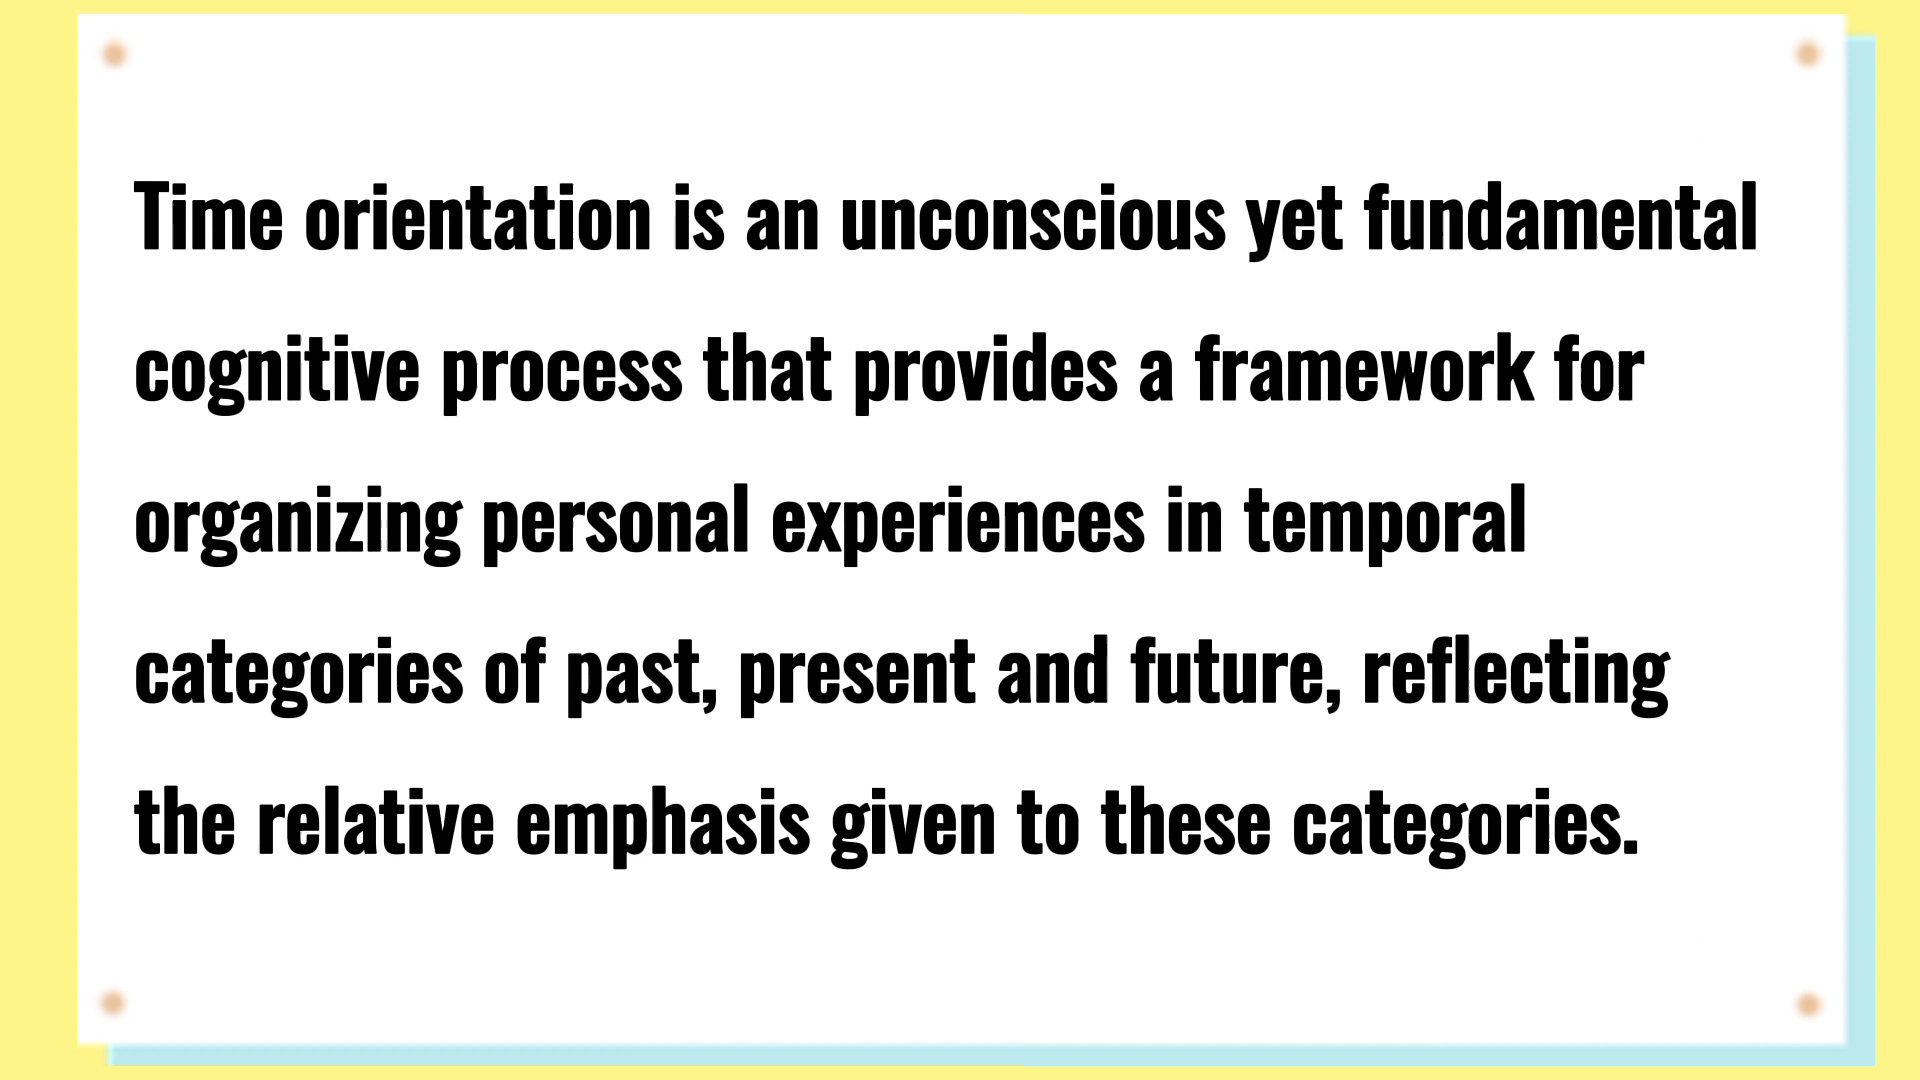 Time orientation is an unconscious yet fundamental
cognitive process that provides a framework for
organizing personal experiences in temporal
categories of past, present and future, reflecting
the relative emphasis given to these categories.